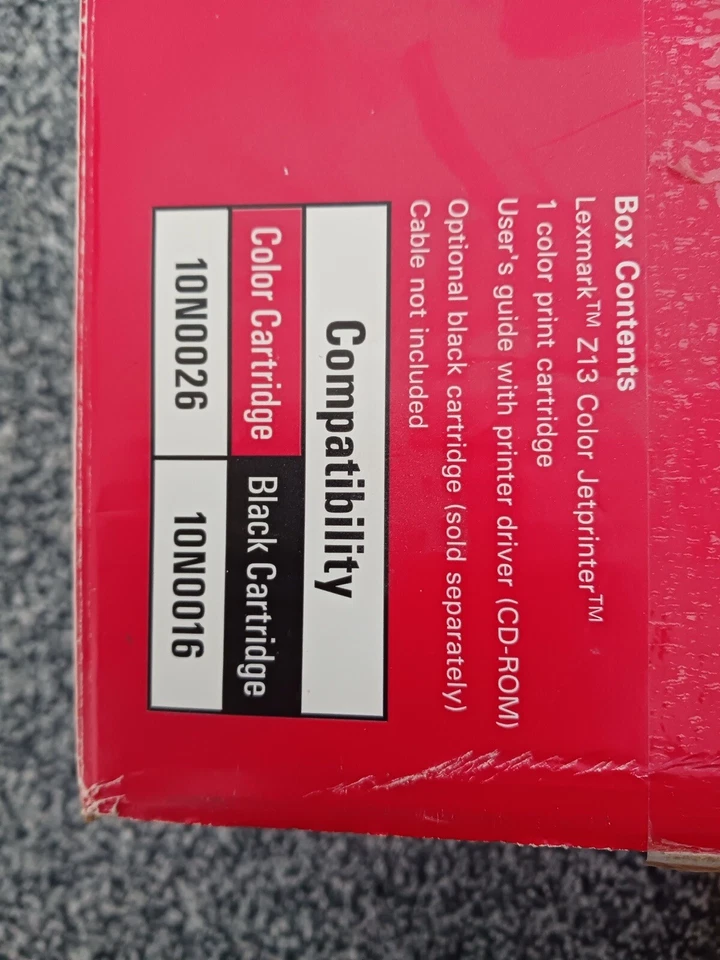 Box Contents
Lexmark™ Z13 Color Jetprinter™
1 color print cartridge
User's guide with printer driver (CD-ROM)
Optional black cartridge (sold separately)
Cable not included
Compatibility
Color Cartridge Black Cartridge
10N0026 10N0016